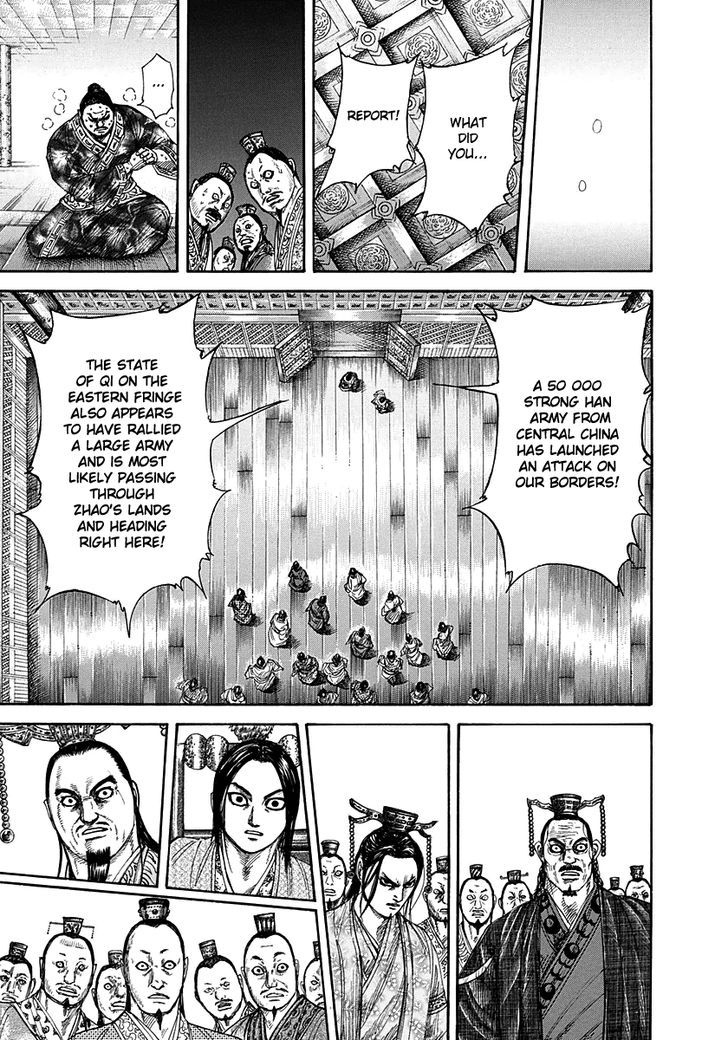 WHAT
DID
YOU...
REPORT!
...
A 50 000
STRONG HAN
ARMY FROM
CENTRAL CHINA
HAS LAUNCHED
AN ATTACK ON
OUR BORDERS!
THE STATE
OF QI ON THE
EASTERN FRINGE
ALSO APPEARS
TO HAVE RALLIED
A LARGE ARMY
AND IS MOST
LIKELY PASSING
THROUGH
ZHAO'S LANDS
AND HEADING
RIGHT HERE!